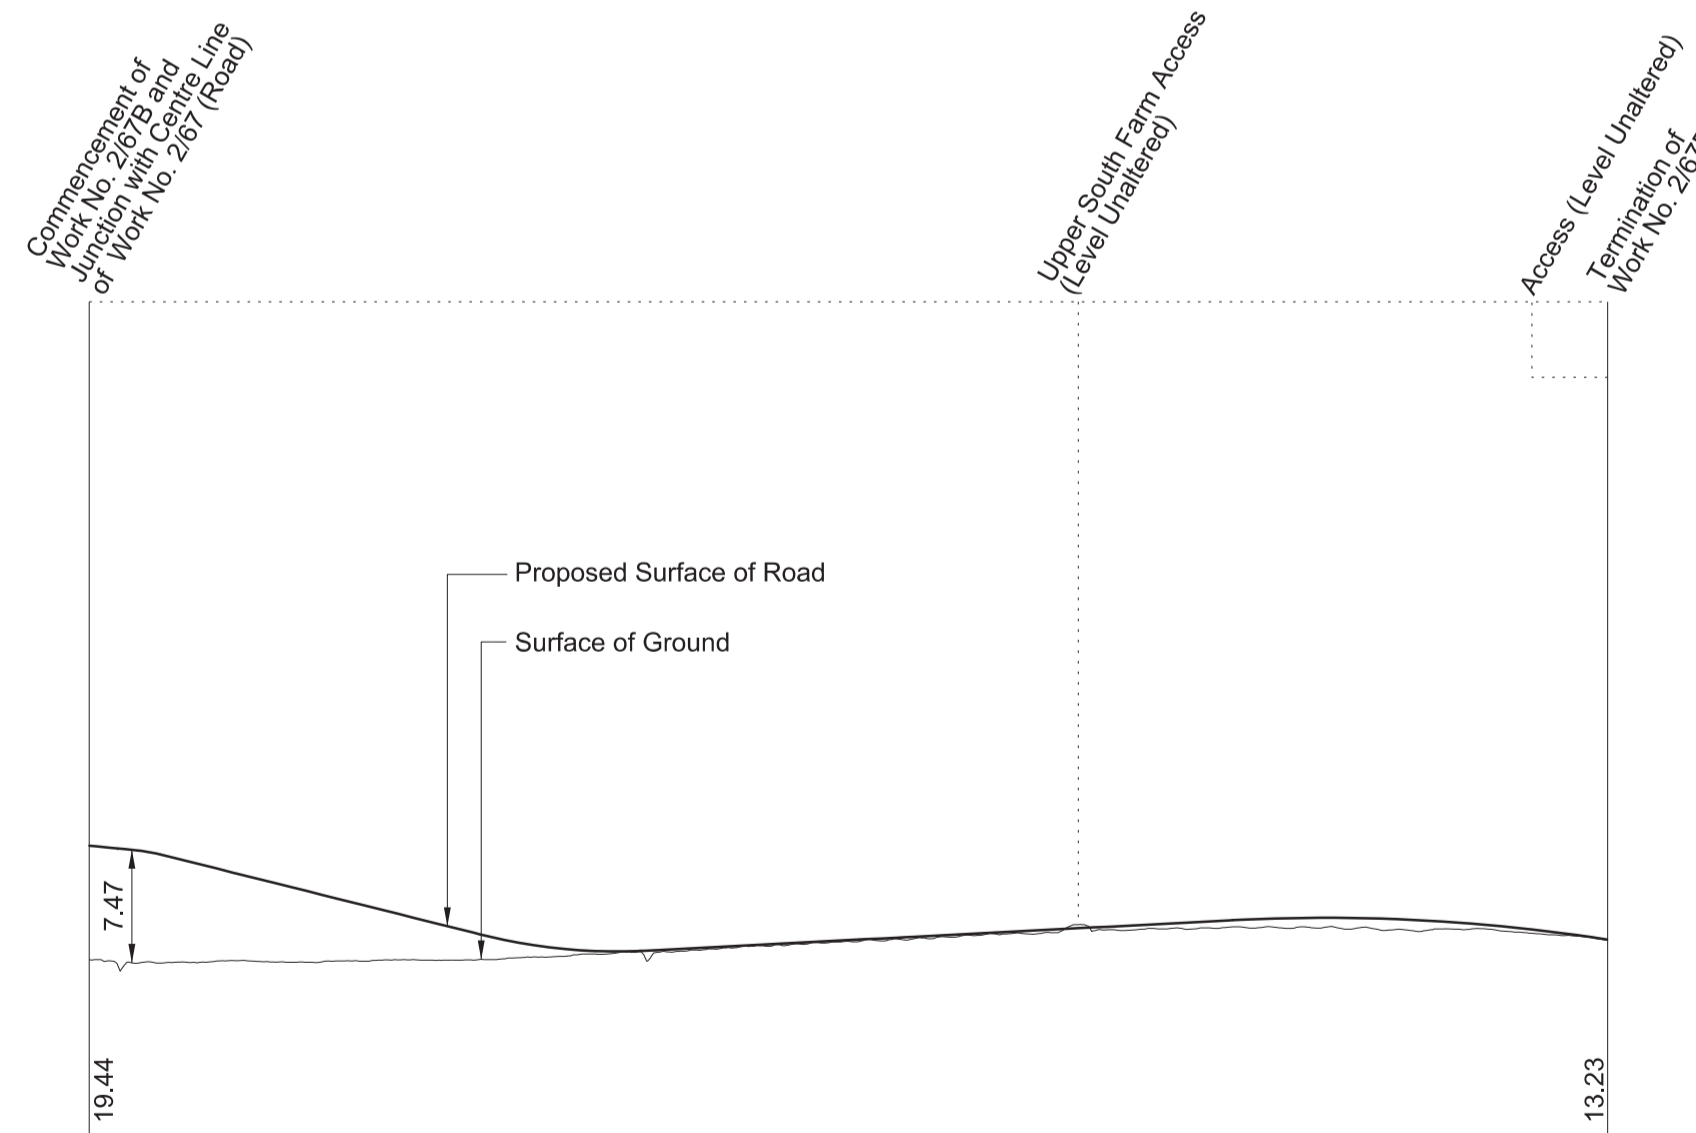 Commencement of
Work No. 2/67B and
Junction with Centre Line
of Work No. 2/67 (Road)
Upper South Farm Access
(Level Unaltered)
Access (Level Unaltered)
Termination of
Work No.
Proposed Surface of Road
Surface of Ground
7.47
19.44
13.23